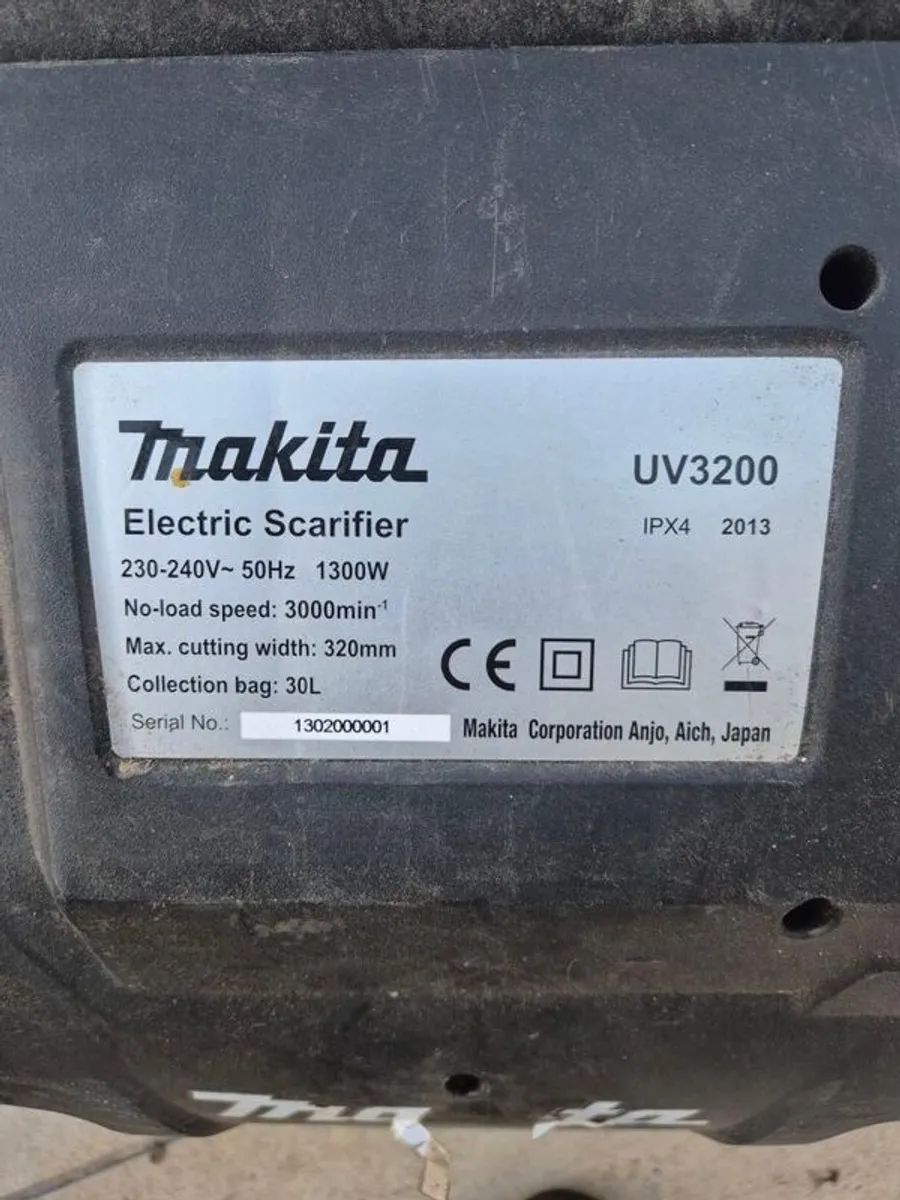 Makita
UV3200
Electric Scarifier
IPX4 2013
230-240V~ 50Hz 1300W
No-load speed: 3000min⁻¹
Max. cutting width: 320mm
Collection bag: 30L
CE
Serial No.: 1302000001
Makita Corporation Anjo, Aich, Japan